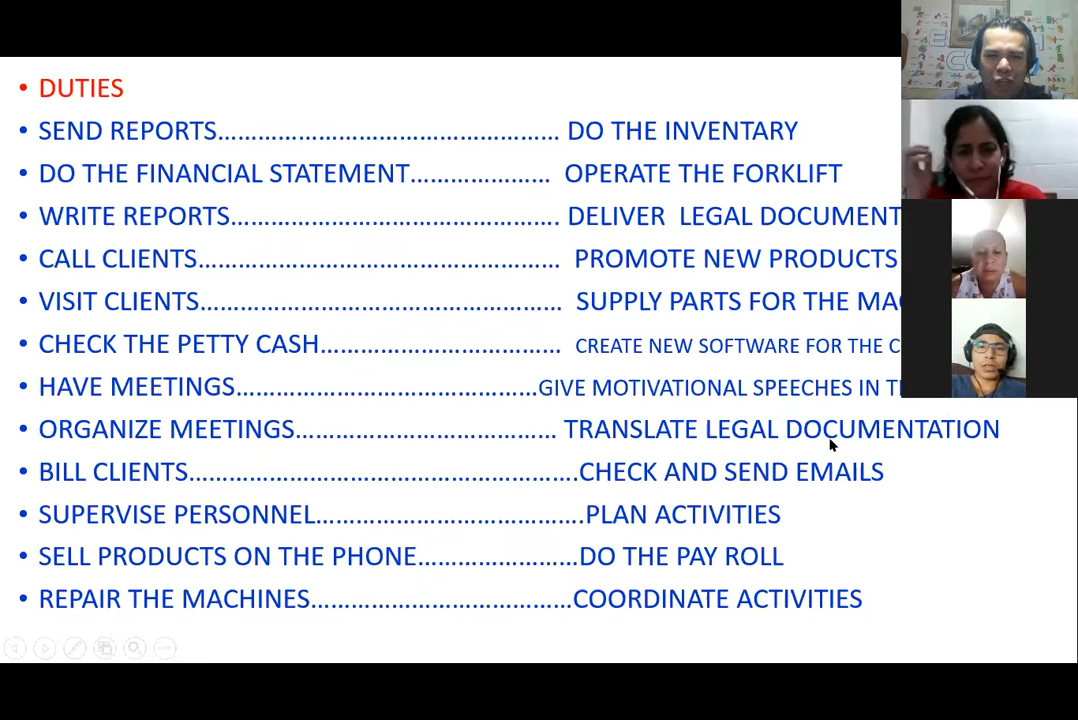 • DUTIES
• SEND REPORTS……………………………………………. DO THE INVENTARY
• DO THE FINANCIAL STATEMENT………………… OPERATE THE FORKLIFT
• WRITE REPORTS…………………………………………. DELIVER LEGAL DOCUMENT
• CALL CLIENTS……………………………………………… PROMOTE NEW PRODUCTS
• VISIT CLIENTS……………………………………………… SUPPLY PARTS FOR THE
• CHECK THE PETTY CASH……………………………… CREATE NEW SOFTWARE FOR THE
• HAVE MEETINGS………………………………………GIVE MOTIVATIONAL SPEECHES IN
• ORGANIZE MEETINGS………………………………… TRANSLATE LEGAL DOCUMENTATION
• BILL CLIENTS………………………………………………….CHECK AND SEND EMAILS
• SUPERVISE PERSONNEL………………………………….PLAN ACTIVITIES
• SELL PRODUCTS ON THE PHONE……………………DO THE PAY ROLL
• REPAIR THE MACHINES…………………………………COORDINATE ACTIVITIES